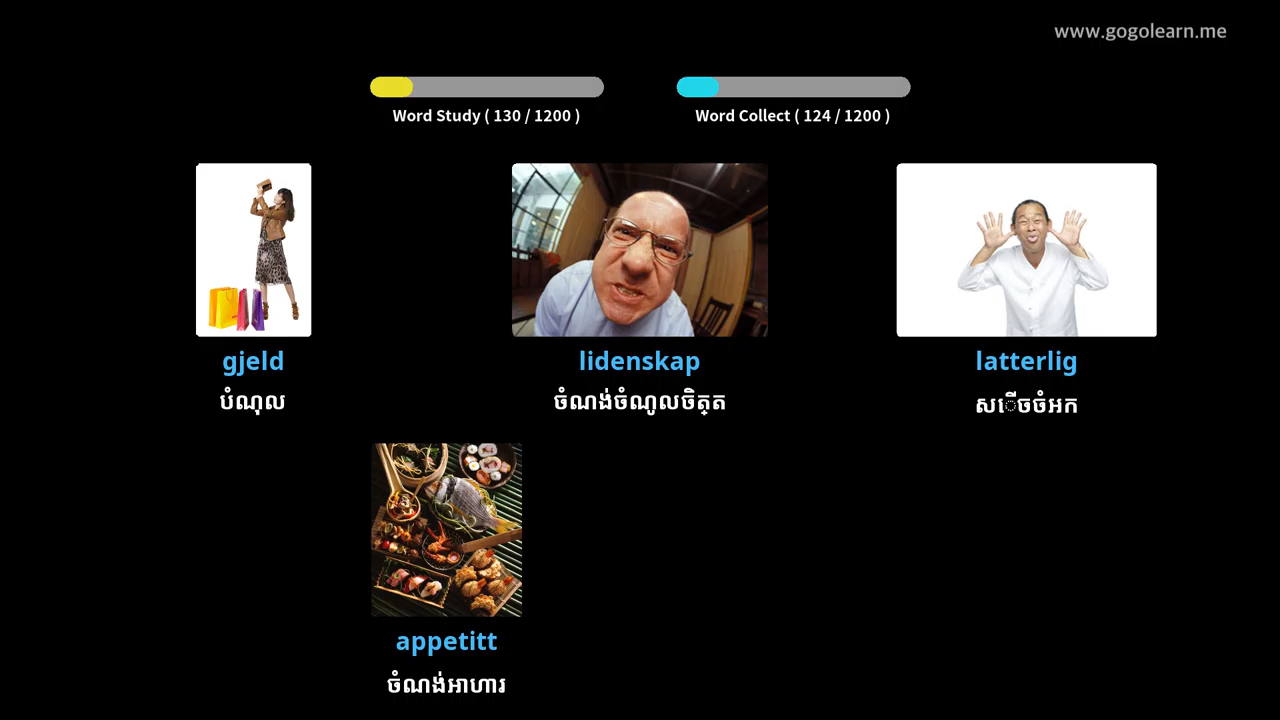 www.gogolearn.me
Word Study ( 130 / 1200 )
Word Collect ( 124 / 1200 )
gjeld
បំណុល
lidenskap
ចំណង់ចំណូលចិត្ត
latterlig
សើចចំអក
appetitt
ចំណង់អាហារ